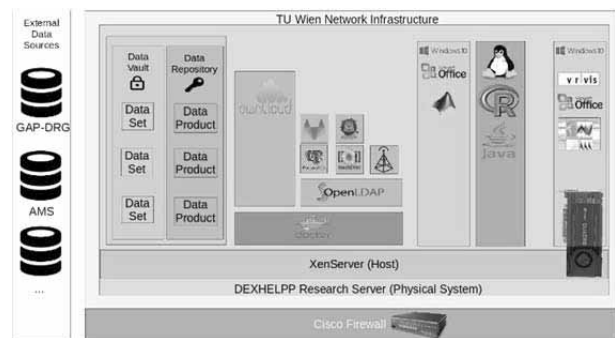 External
Data
Sources
GAP-DRG
AMS
...
TU Wien Network Infrastructure
Data
Vault
Data
Set
Data
Set
Data
Set
Data
Repository
Data
Product
Data
Product
Data
Product
ownCloud
OpenLDAP
docker
Windows 10
Office
R
Java
Windows 10
vrvis
Office
XenServer (Host)
DEXHELPP Research Server (Physical System)
Cisco Firewall